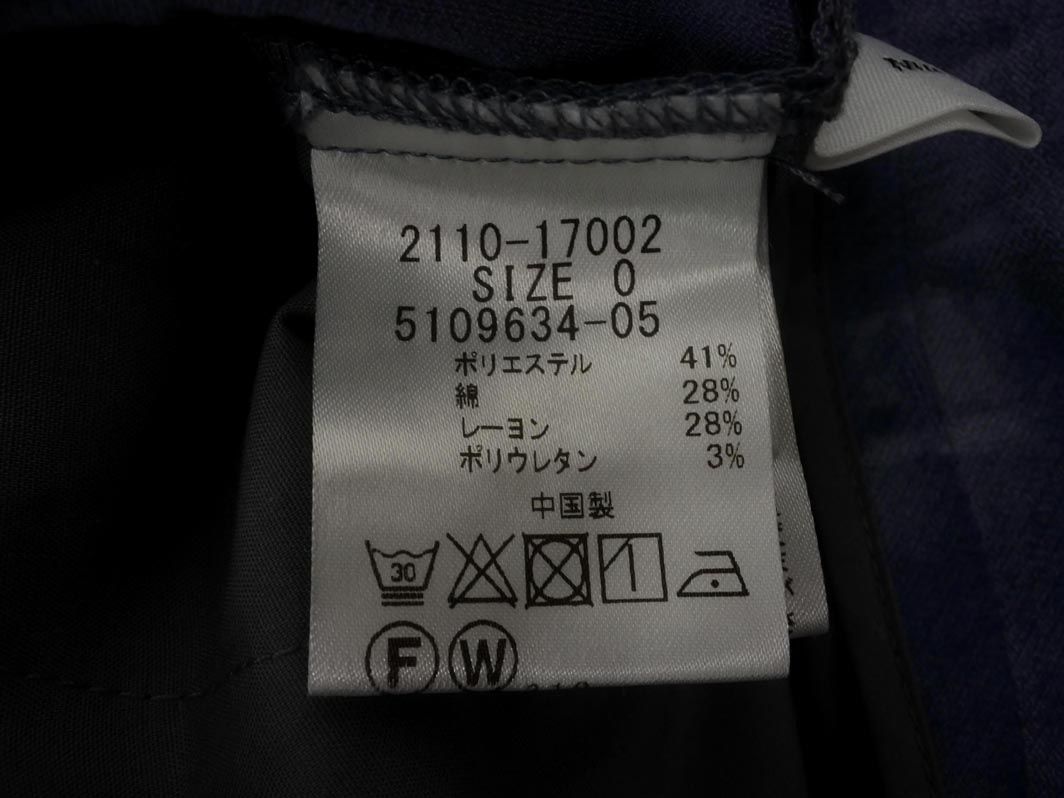 2110-17002
SIZE 0
5109634-05
ポリエステル 41%
綿 28%
レーヨン 28%
ポリウレタン 3%
中国製
30
F W